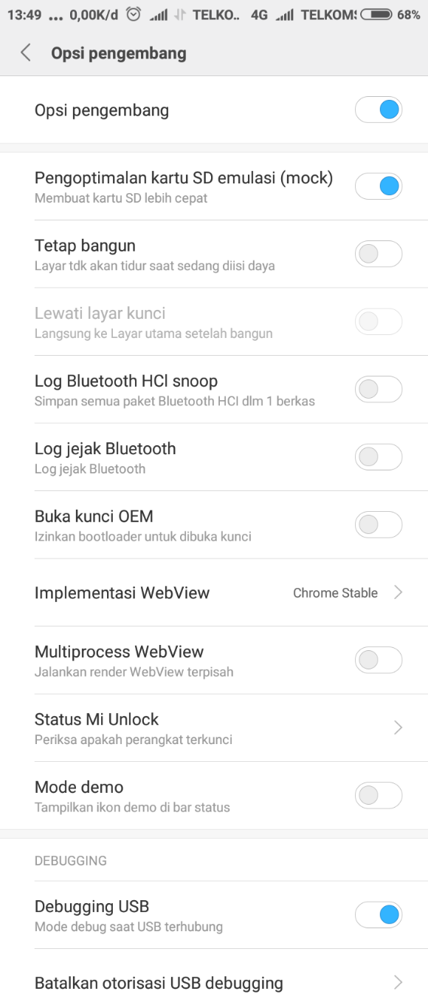 13:49 ... 0,00K/d TELKO.. 4G TELKOMS 68%
Opsi pengembang
Opsi pengembang
Pengoptimalan kartu SD emulasi (mock)
Membuat kartu SD lebih cepat
Tetap bangun
Layar tdk akan tidur saat sedang diisi daya
Lewati layar kunci
Langsung ke Layar utama setelah bangun
Log Bluetooth HCI snoop
Simpan semua paket Bluetooth HCI dlm 1 berkas
Log jejak Bluetooth
Log jejak Bluetooth
Buka kunci OEM
Izinkan bootloader untuk dibuka kunci
Implementasi WebView Chrome Stable
Multiprocess WebView
Jalankan render WebView terpisah
Status Mi Unlock
Periksa apakah perangkat terkunci
Mode demo
Tampilkan ikon demo di bar status
DEBUGGING
Debugging USB
Mode debug saat USB terhubung
Batalkan otorisasi USB debugging